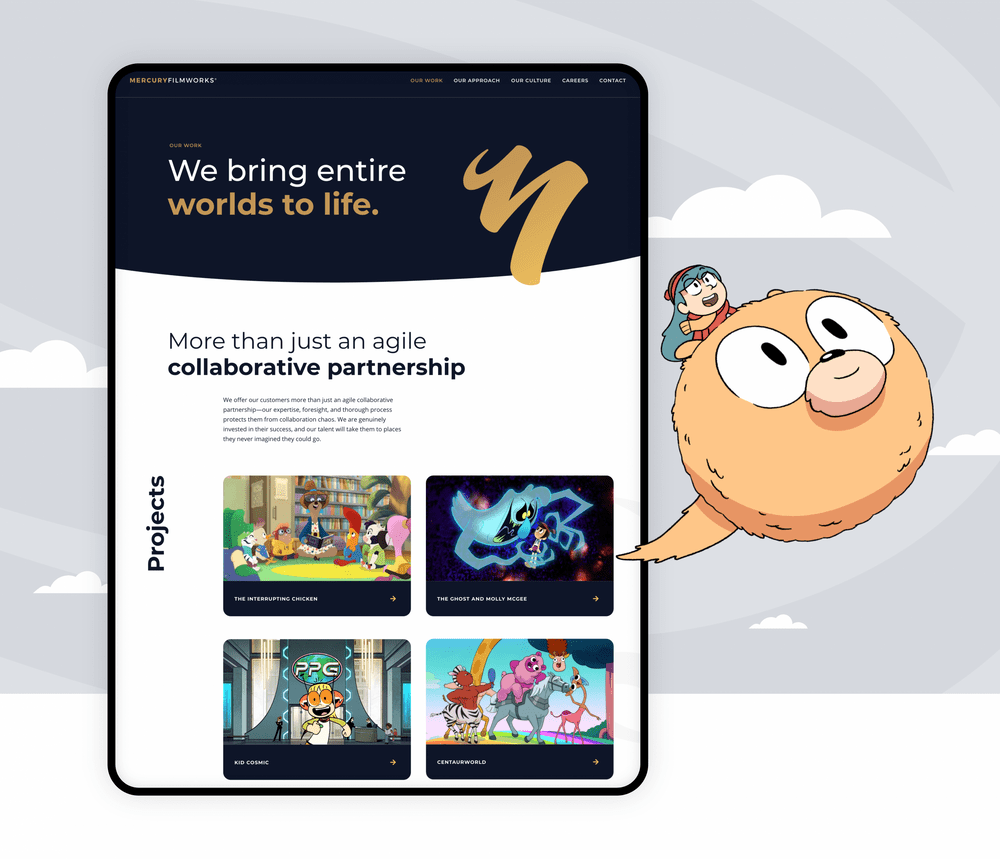 MERCURYFILMWORKS®
OUR WORK
OUR APPROACH
OUR CULTURE
CAREERS
CONTACT
OUR WORK
We bring entire
worlds to life.
More than just an agile
collaborative partnership
We offer our customers more than just an agile collaborative
partnership—our expertise, foresight, and thorough process
protects them from collaboration chaos. We are genuinely
invested in their success, and our talent will take them to places
they never imagined they could go.
Projects
THE INTERRUPTING CHICKEN
THE GHOST AND MOLLY MCGEE
PPG
KID COSMIC
CENTAURWORLD